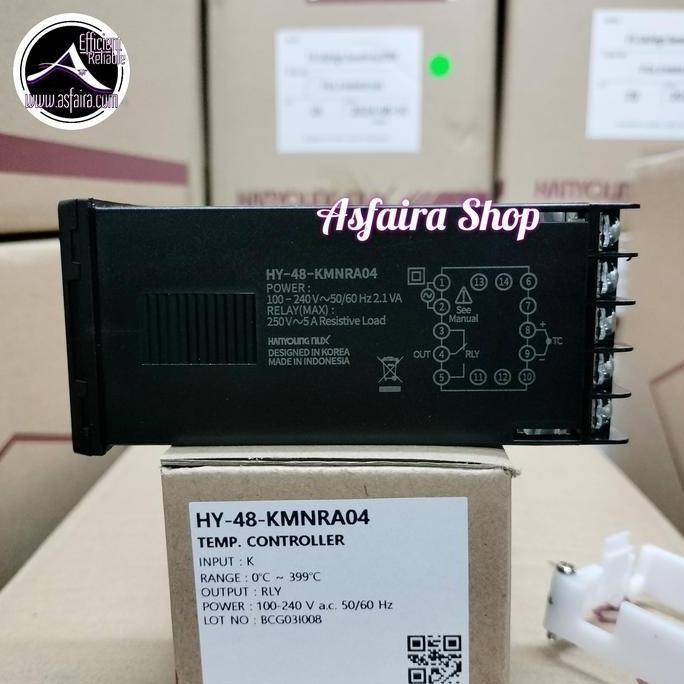 Efficient
Reliable
www.asfaira.com
HANYOUNG NUX
HANYOUNG
Asfaira Shop
HY-48-KMNRA04
POWER :
100 - 240 V~50/60 Hz 2.1 VA
RELAY(MAX) :
250 V~5 A Resistive Load
HANYOUNG NUX
DESIGNED IN KOREA
MADE IN INDONESIA
1 13 14 6
2 See 7
Manual
3 8 +
OUT 4 RLY 9 - TC
5 11 12 10
HY-48-KMNRA04
TEMP. CONTROLLER
INPUT : K
RANGE : 0℃ ~ 399℃
OUTPUT : RLY
POWER : 100-240 V a.c. 50/60 Hz
LOT NO : BCG03I008